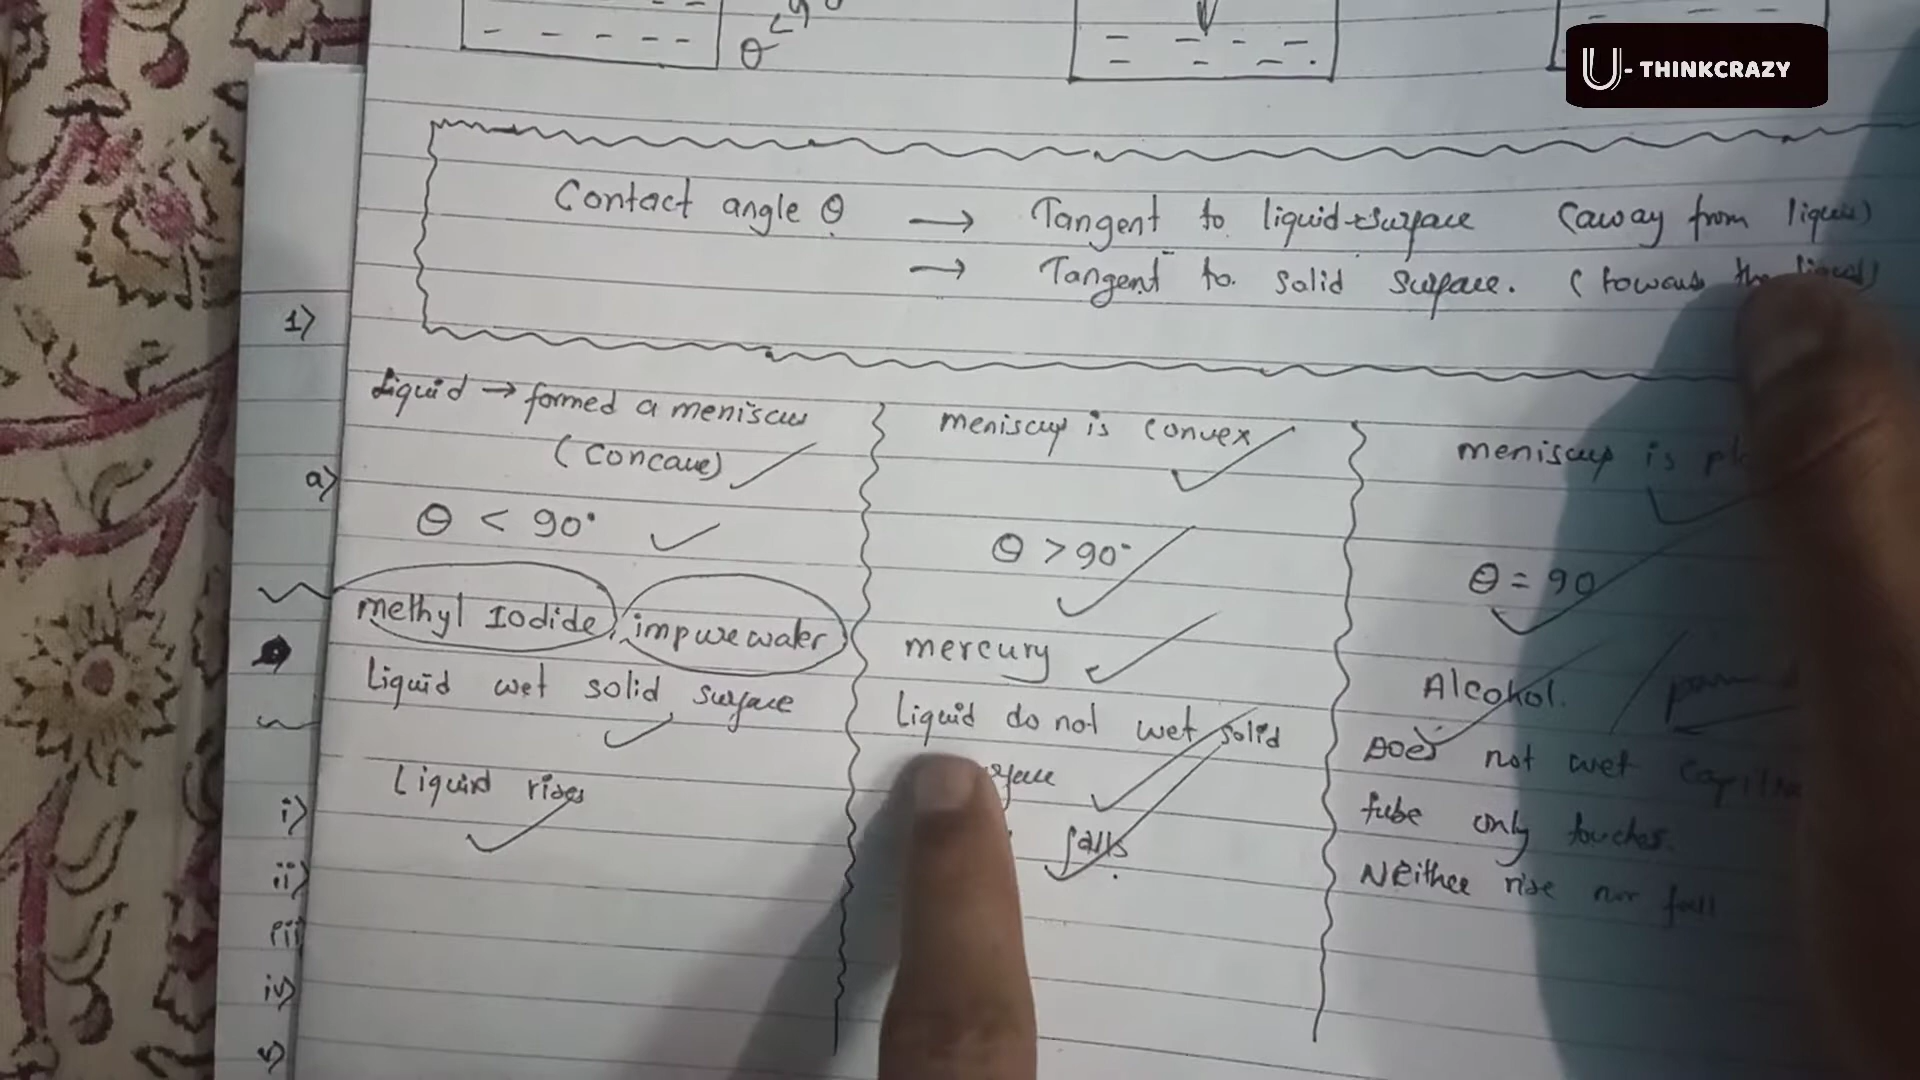 θ
U - THINKCRAZY
Contact angle θ → Tangent to liquid surface (away from liquid)
→ Tangent to solid surface. (towards the liquid)
1)
Liquid → formed a meniscus
(concave)
a)
θ < 90°
methyl Iodide, impure water
Liquid wet solid surface
Liquid rises
meniscus is convex
θ > 90°
mercury
Liquid do not wet solid
falls
meniscus is
θ = 90
Alcohol.
Does not wet
tube only touches.
NEither rise nor fall
i)
ii)
iii)
iv)